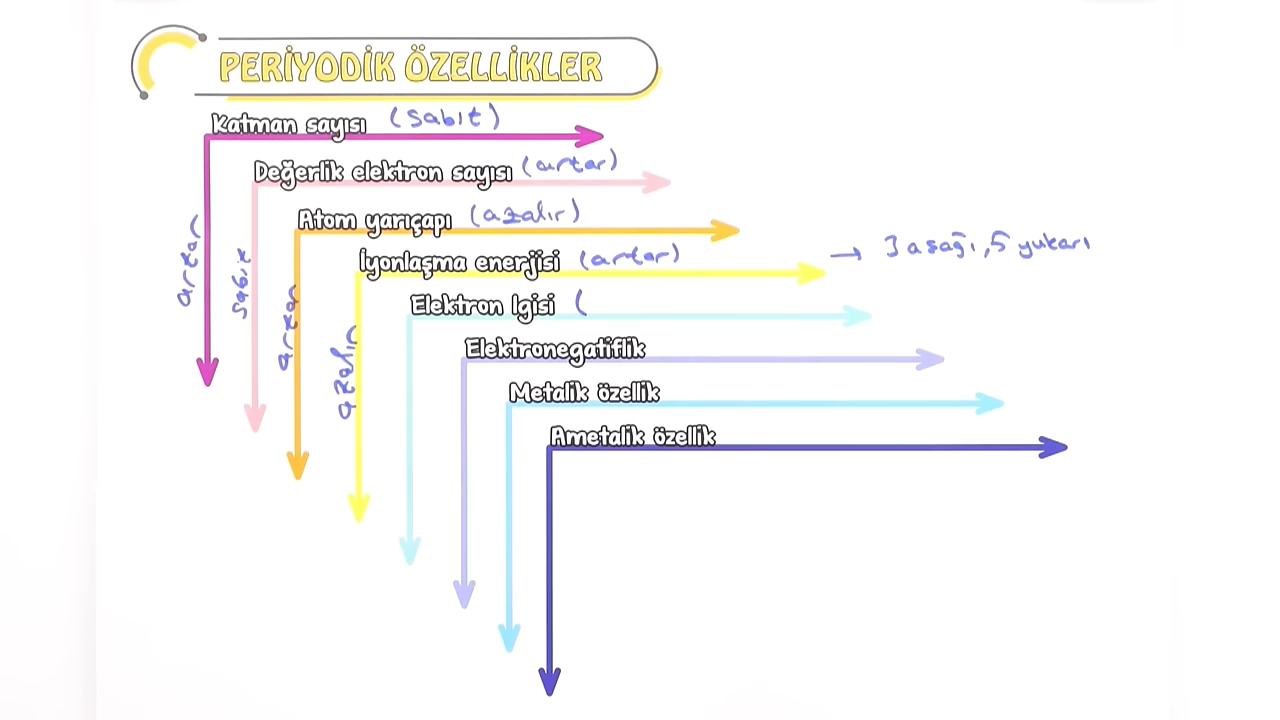 PERİYODİK ÖZELLİKLER
Katman sayısı (sabit)
Değerlik elektron sayısı (artar)
Atom yarıçapı (azalır)
İyonlaşma enerjisi (artar) → 3 aşağı, 5 yukarı
Elektron Igisi (
Elektronegatiflik
Metalik özellik
Ametalik özellik
artar
sabit
artar
azalır